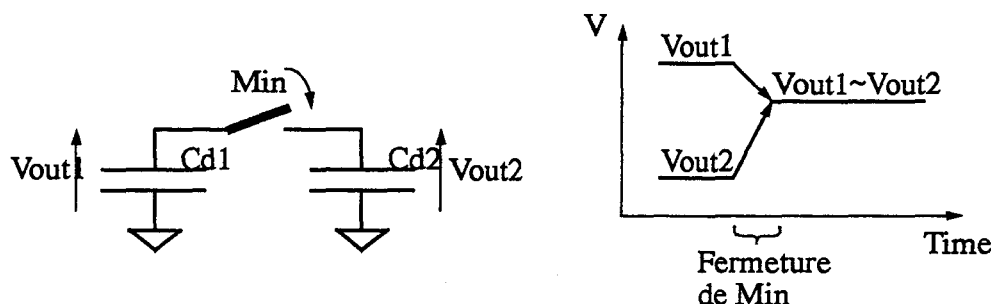 Min
Vout1
Cd1
Cd2
Vout2
V
Vout1
Vout1~Vout2
Vout2
Time
Fermeture
de Min